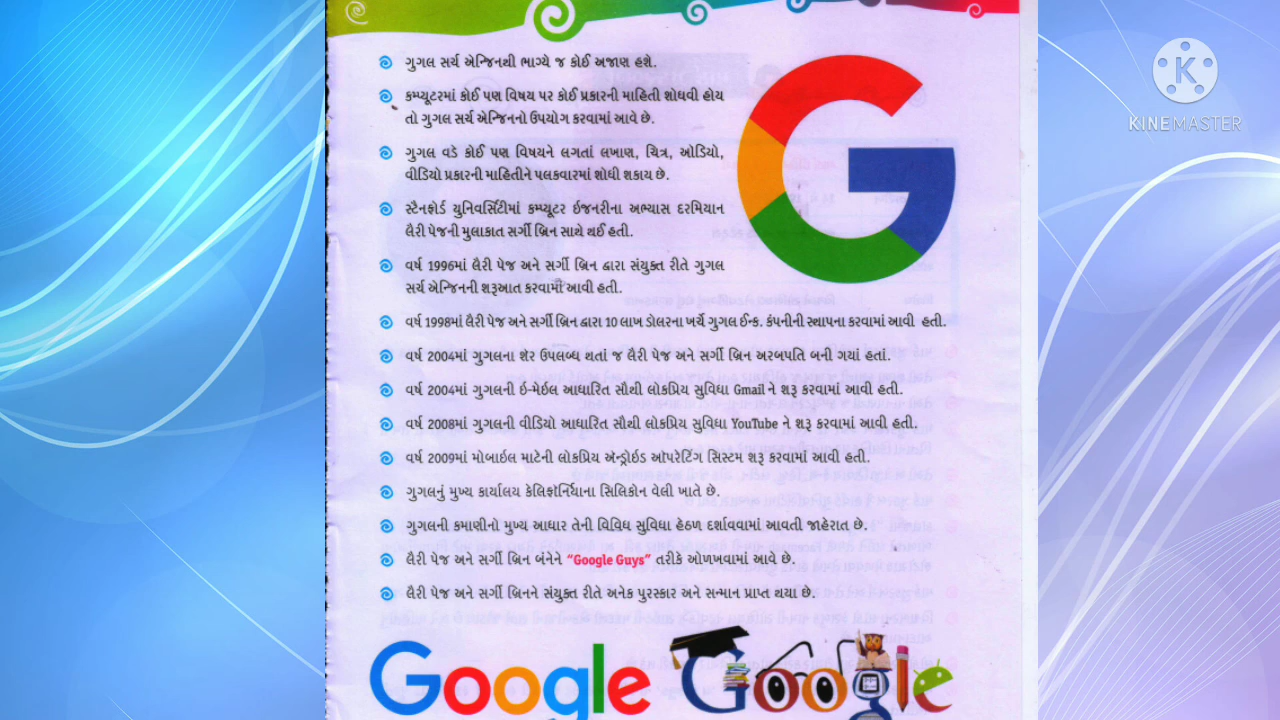 KINEMASTER
ગુગલ સર્ચ એન્જિનથી ભાગ્યે જ કોઈ અજાણ હશે.
કમ્પ્યૂટરમાં કોઈ પણ વિષય પર કોઈ પ્રકારની માહિતી શોધવી હોય
તો ગુગલ સર્ચ એન્જિનનો ઉપયોગ કરવામાં આવે છે.
ગુગલ વડે કોઈ પણ વિષયને લગતાં લખાણ, ચિત્ર, ઓડિયો,
વીડિયો પ્રકારની માહિતીને પલકવારમાં શોધી શકાય છે.
સ્ટેનફોર્ડ યુનિવર્સિટીમાં કમ્પ્યૂટર ઇજનરીના અભ્યાસ દરમિયાન
લૈરી પેજની મુલાકાત સર્ગી બ્રિન સાથે થઈ હતી.
વર્ષ 1996માં લૈરી પેજ અને સર્ગી બ્રિન દ્વારા સંયુક્ત રીતે ગુગલ
સર્ચ એન્જિનની શરૂઆત કરવામાં આવી હતી.
વર્ષ 1998માં લૈરી પેજ અને સર્ગી બ્રિન દ્વારા 10 લાખ ડોલરના ખર્ચે ગુગલ ઈન્ક. કંપનીની સ્થાપના કરવામાં આવી હતી.
વર્ષ 2004માં ગુગલના શેર ઉપલબ્ધ થતાં જ લૈરી પેજ અને સર્ગી બ્રિન અરબપતિ બની ગયાં હતાં.
વર્ષ 2004માં ગુગલની ઇ-મેઈલ આધારિત સૌથી લોકપ્રિય સુવિધા Gmail ને શરૂ કરવામાં આવી હતી.
વર્ષ 2008માં ગુગલની વીડિયો આધારિત સૌથી લોકપ્રિય સુવિધા YouTube ને શરૂ કરવામાં આવી હતી.
વર્ષ 2009માં મોબાઇલ માટેની લોકપ્રિય ઍન્ડ્રોઇડ ઑપરેટિંગ સિસ્ટમ શરૂ કરવામાં આવી હતી.
ગુગલનું મુખ્ય કાર્યાલય કેલિફૉર્નિયાના સિલિકોન વેલી ખાતે છે.
ગુગલની કમાણીનો મુખ્ય આધાર તેની વિવિધ સુવિધા હેઠળ દર્શાવવામાં આવતી જાહેરાત છે.
લૈરી પેજ અને સર્ગી બ્રિન બંનેને “Google Guys” તરીકે ઓળખવામાં આવે છે.
લૈરી પેજ અને સર્ગી બ્રિનને સંયુક્ત રીતે અનેક પુરસ્કાર અને સન્માન પ્રાપ્ત થયા છે.
Google Google